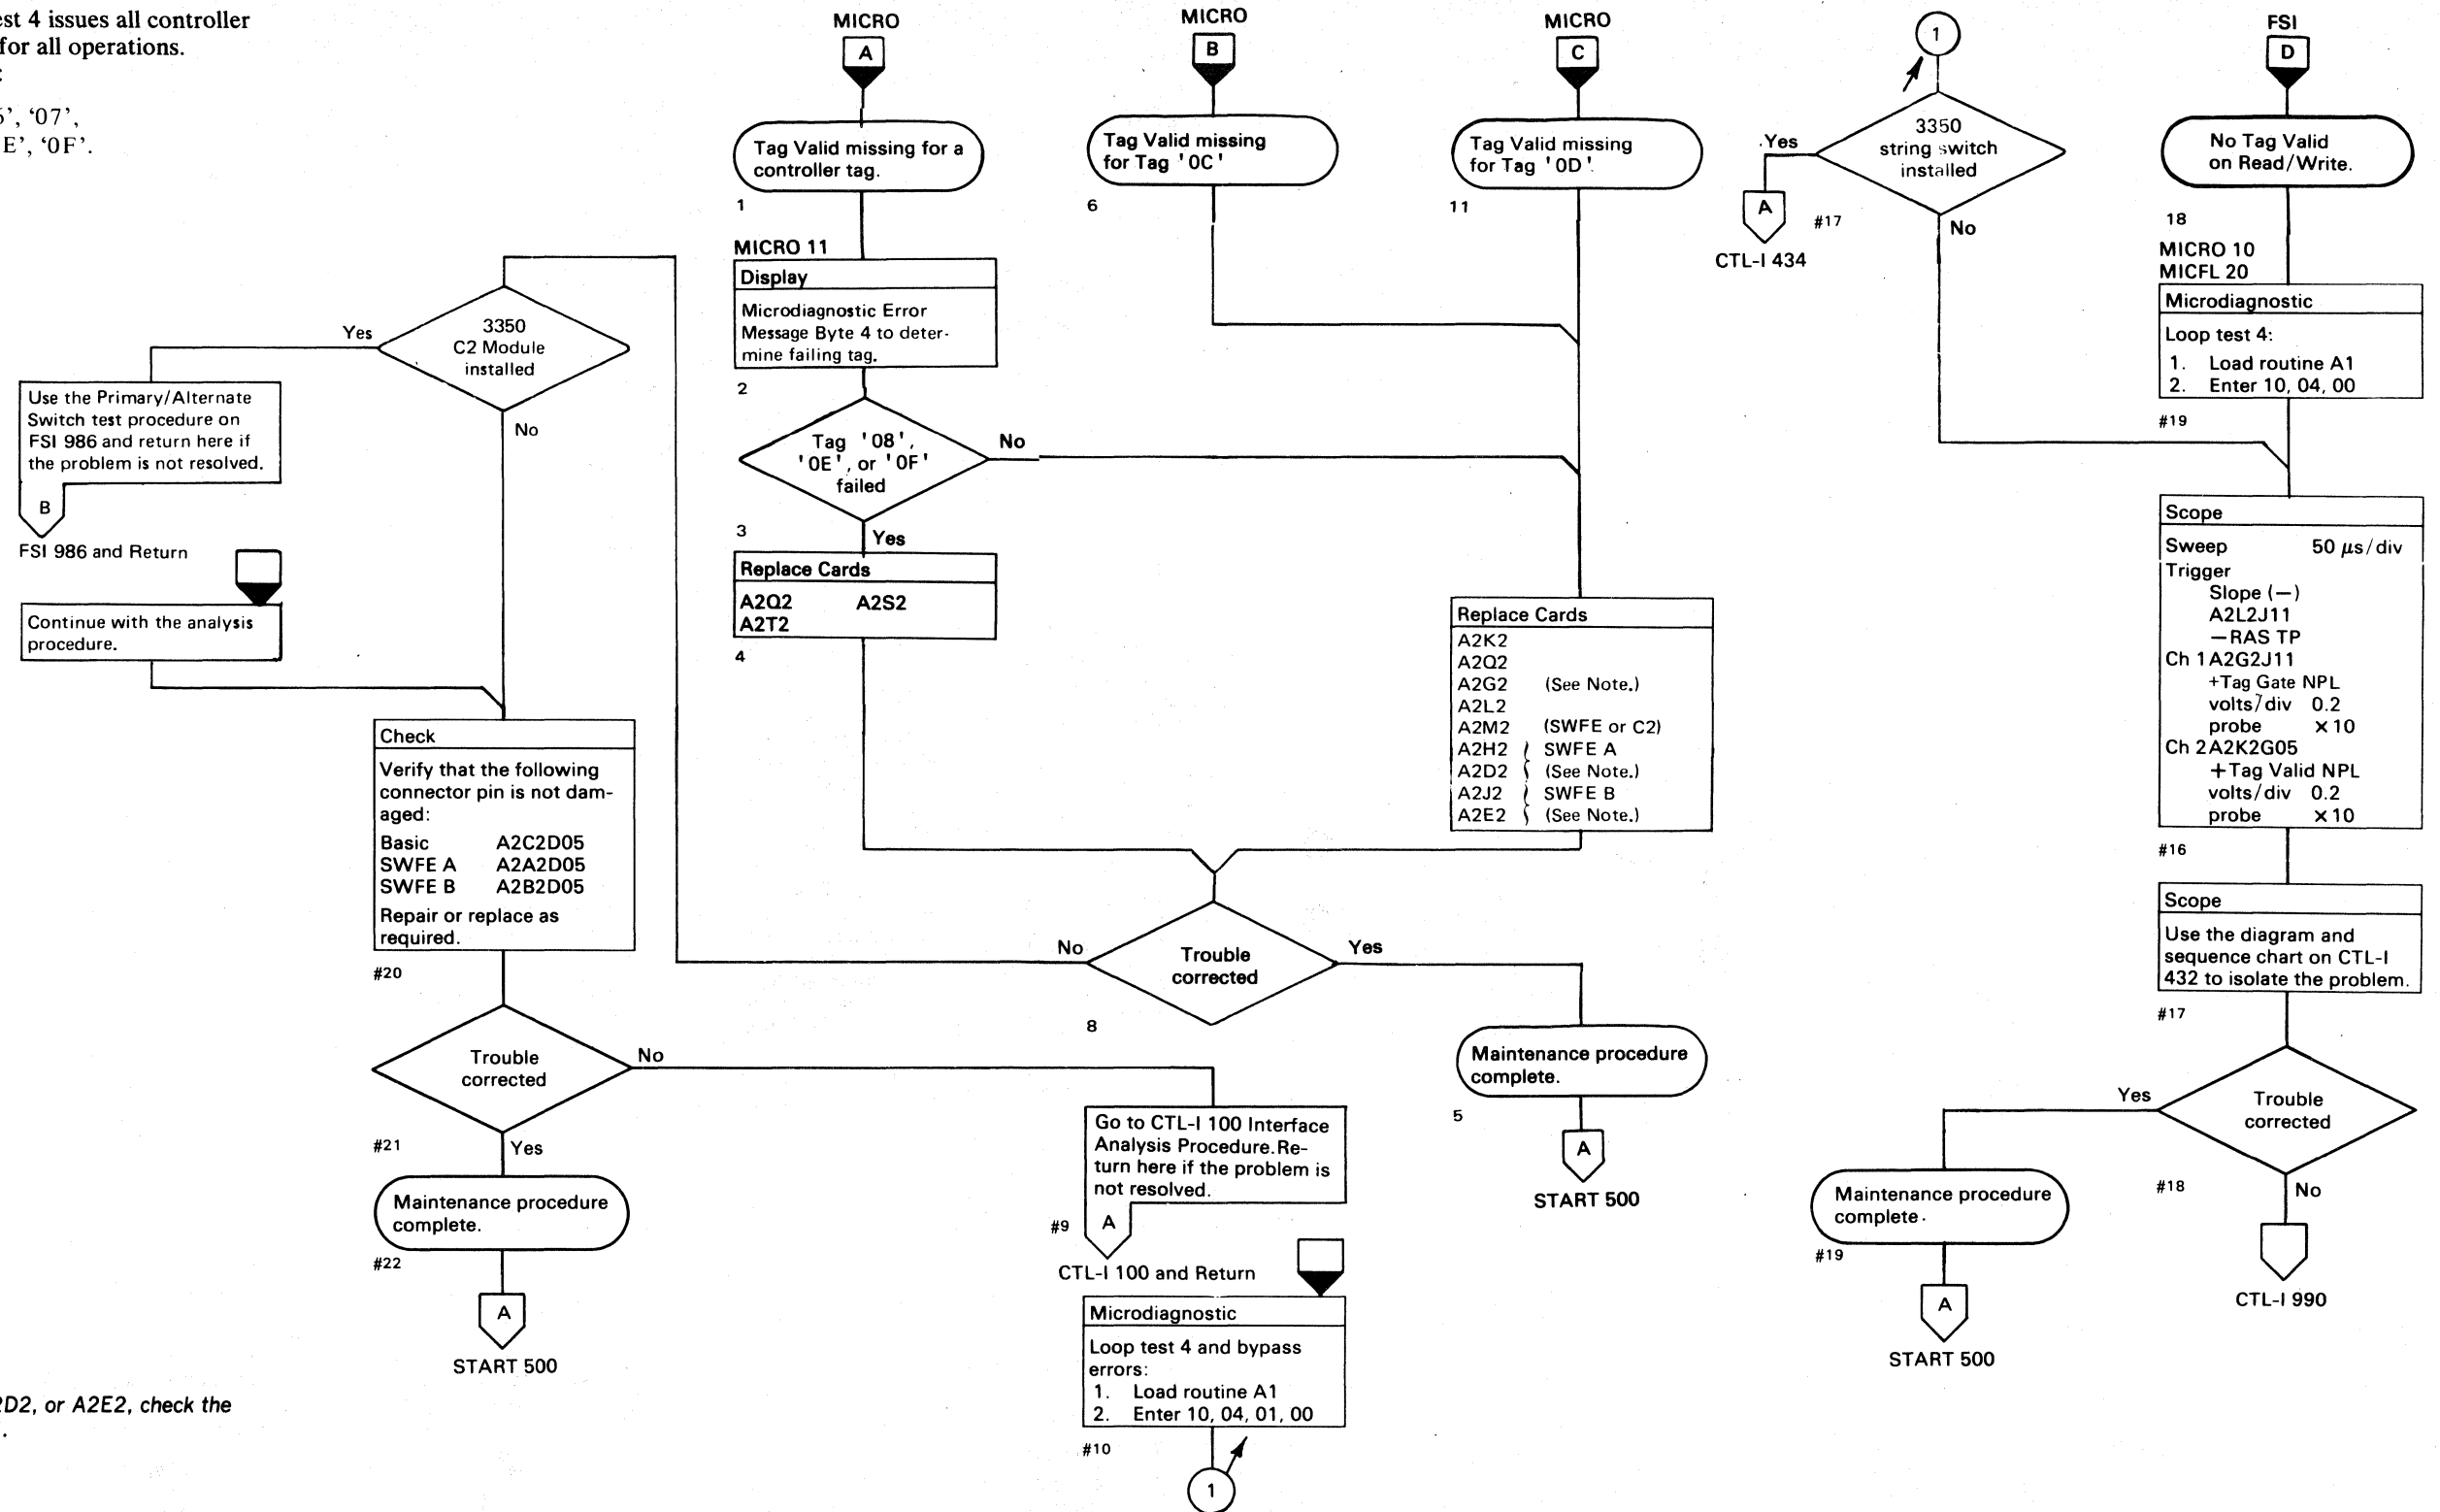 est 4 issues all controller
for all operations.
:
5’, ‘07’,
E’, ‘0F’.
3350
C2 Module
installed
Yes
No
Use the Primary/Alternate
Switch test procedure on
FSI 986 and return here if
the problem is not resolved.
B
FSI 986 and Return
Continue with the analysis
procedure.
Check
Verify that the following
connector pin is not dam-
aged:
Basic A2C2D05
SWFE A A2A2D05
SWFE B A2B2D05
Repair or replace as
required.
#20
Trouble
corrected
No
#21
Yes
Maintenance procedure
complete.
#22
A
START 500
2D2, or A2E2, check the
.
MICRO
A
Tag Valid missing for a
controller tag.
1
MICRO 11
Display
Microdiagnostic Error
Message Byte 4 to deter-
mine failing tag.
2
Tag '08',
'0E', or '0F'
failed
No
3
Yes
Replace Cards
A2Q2 A2S2
A2T2
4
MICRO
B
Tag Valid missing
for Tag '0C'
6
MICRO
C
Tag Valid missing
for Tag '0D'.
11
Replace Cards
A2K2
A2Q2
A2G2 (See Note.)
A2L2
A2M2 (SWFE or C2)
A2H2 SWFE A
A2D2 (See Note.)
A2J2 SWFE B
A2E2 (See Note.)
No
Trouble
corrected
Yes
8
Maintenance procedure
complete.
5
A
START 500
Go to CTL-I 100 Interface
Analysis Procedure. Re-
turn here if the problem is
not resolved.
#9
A
CTL-I 100 and Return
Microdiagnostic
Loop test 4 and bypass
errors:
1. Load routine A1
2. Enter 10, 04, 01, 00
#10
1
1
3350
string switch
installed
Yes
A
#17
CTL-I 434
No
FSI
D
No Tag Valid
on Read/Write.
18
MICRO 10
MICFL 20
Microdiagnostic
Loop test 4:
1. Load routine A1
2. Enter 10, 04, 00
#19
Scope
Sweep 50 μs/div
Trigger
Slope (—)
A2L2J11
—RAS TP
Ch 1 A2G2J11
+Tag Gate NPL
volts/div 0.2
probe ×10
Ch 2 A2K2G05
+Tag Valid NPL
volts/div 0.2
probe ×10
#16
Scope
Use the diagram and
sequence chart on CTL-I
432 to isolate the problem.
#17
Trouble
corrected
Yes
#18
No
Maintenance procedure
complete.
#19
A
START 500
CTL-I 990